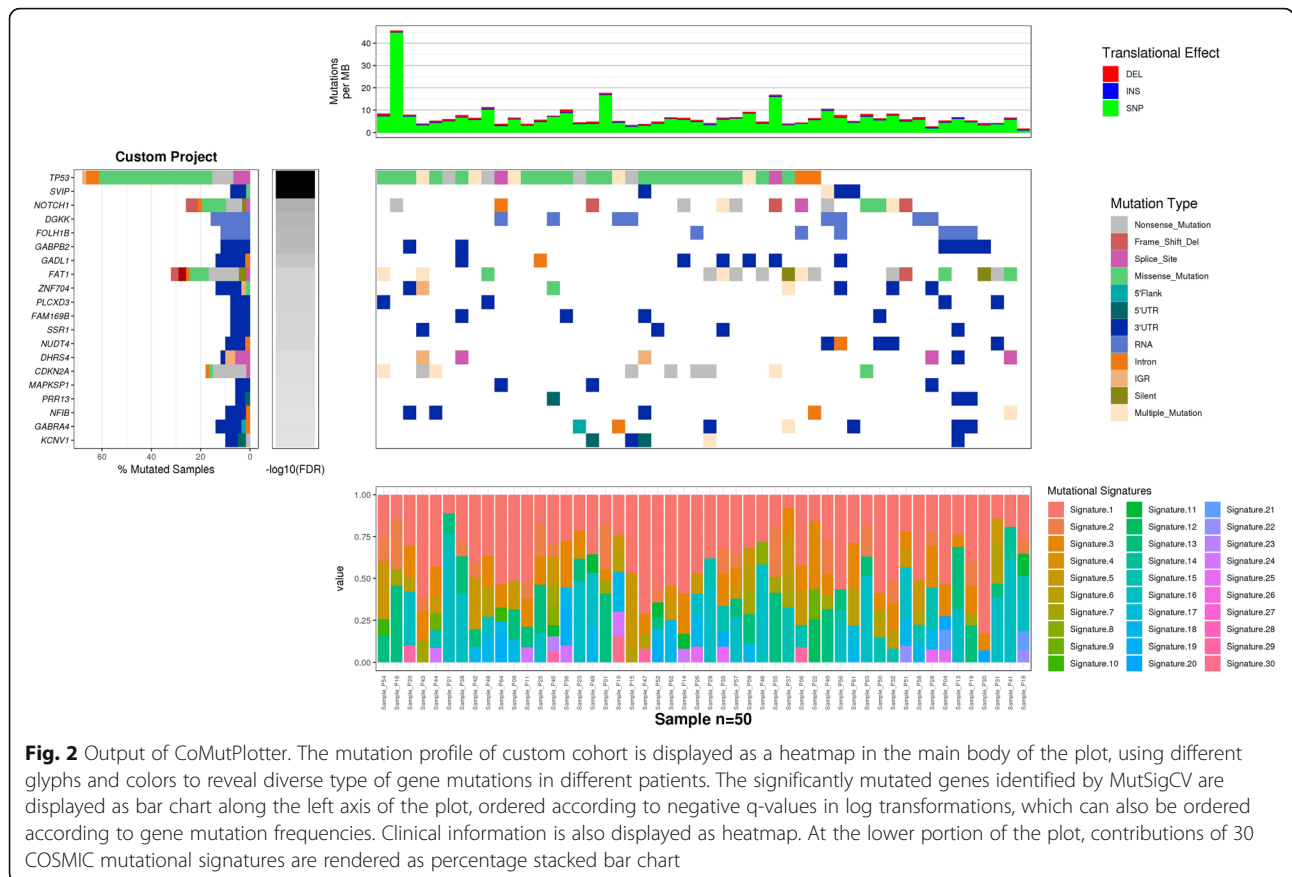 Mutations
per MB
40
30
20
10
0
Translational Effect
DEL
INS
SNP
Custom Project
TP53
SVIP
NOTCH1
DGKK
FOLH1B
GABPB2
GADL1
FAT1
ZNF704
PLCXD3
FAM169B
SSR1
NUDT4
DHRS4
CDKN2A
MAPKSP1
PRR13
NFIB
GABRA4
KCNV1
60
40
20
0
% Mutated Samples
-log10(FDR)
Mutation Type
Nonsense_Mutation
Frame_Shift_Del
Splice_Site
Missense_Mutation
5'Flank
5'UTR
3'UTR
RNA
Intron
IGR
Silent
Multiple_Mutation
value
1.00
0.75
0.50
0.25
0.00
Sample n=50
Mutational Signatures
Signature.1
Signature.2
Signature.3
Signature.4
Signature.5
Signature.6
Signature.7
Signature.8
Signature.9
Signature.10
Signature.11
Signature.12
Signature.13
Signature.14
Signature.15
Signature.16
Signature.17
Signature.18
Signature.19
Signature.20
Signature.21
Signature.22
Signature.23
Signature.24
Signature.25
Signature.26
Signature.27
Signature.28
Signature.29
Signature.30
Fig. 2 Output of CoMutPlotter. The mutation profile of custom cohort is displayed as a heatmap in the main body of the plot, using different
glyphs and colors to reveal diverse type of gene mutations in different patients. The significantly mutated genes identified by MutSigCV are
displayed as bar chart along the left axis of the plot, ordered according to negative q-values in log transformations, which can also be ordered
according to gene mutation frequencies. Clinical information is also displayed as heatmap. At the lower portion of the plot, contributions of 30
COSMIC mutational signatures are rendered as percentage stacked bar chart